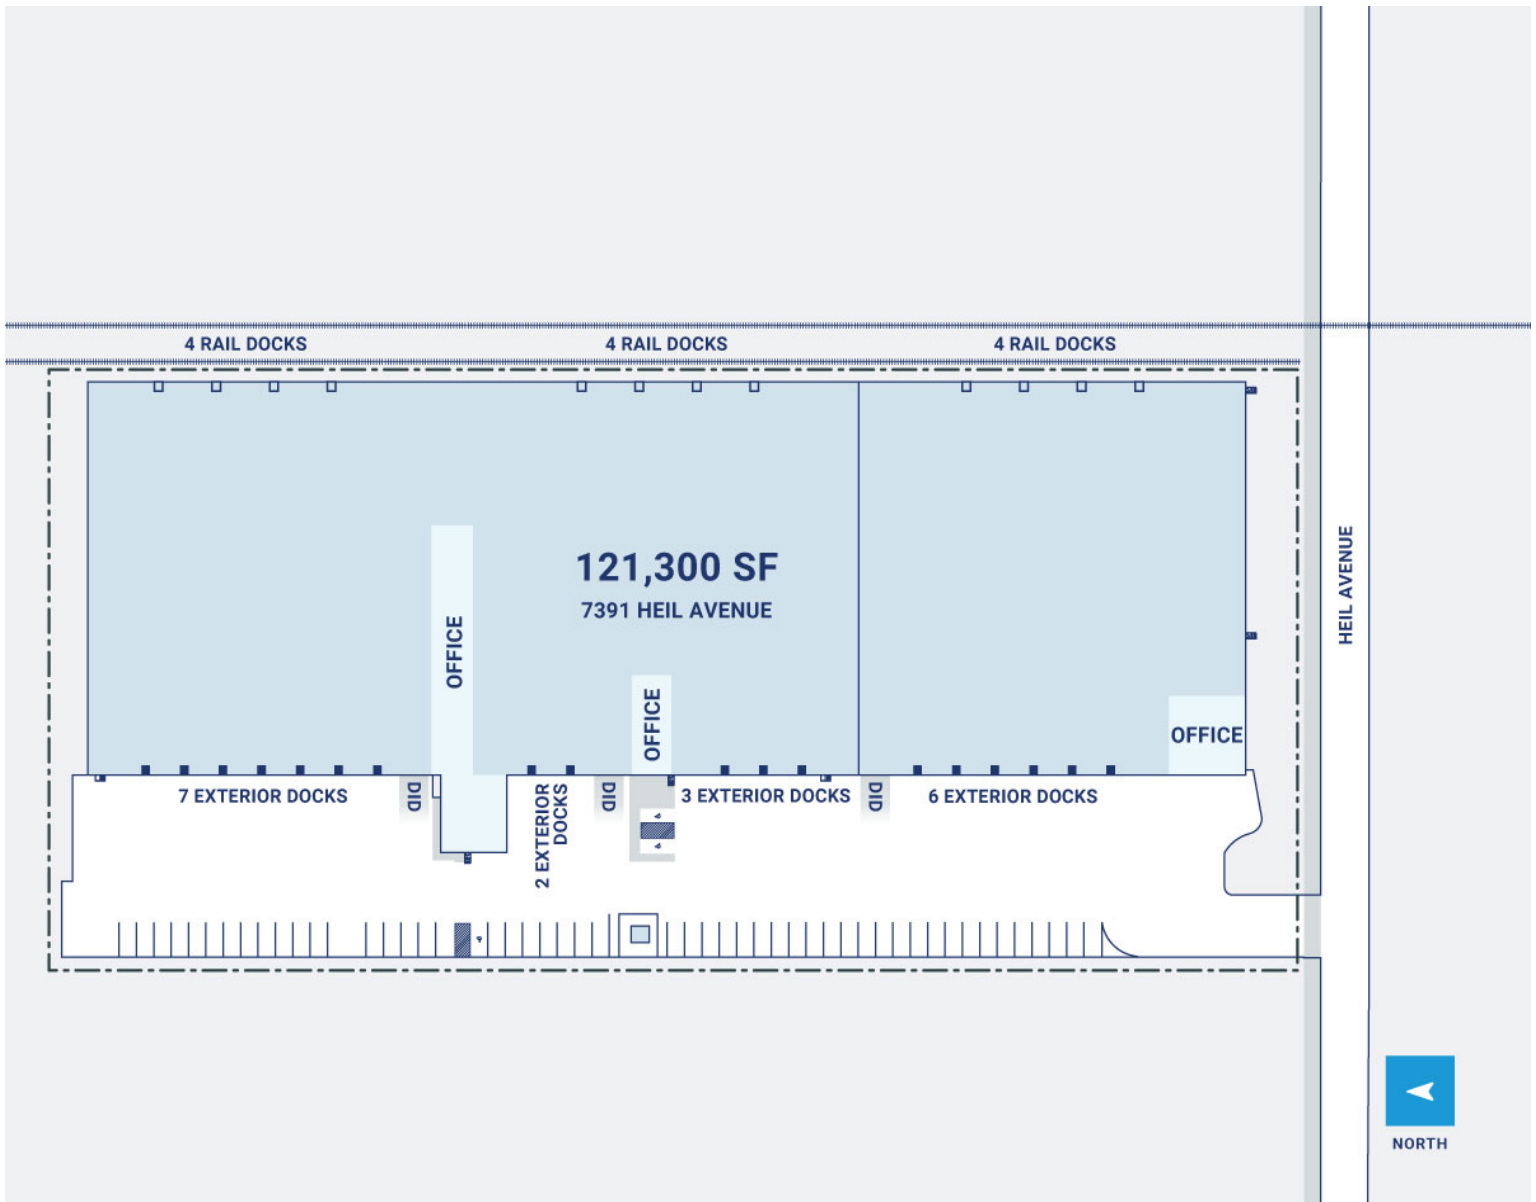 4 RAIL DOCKS
4 RAIL DOCKS
4 RAIL DOCKS
121,300 SF
7391 HEIL AVENUE
OFFICE
OFFICE
OFFICE
HEIL AVENUE
7 EXTERIOR DOCKS
DID
2 EXTERIOR
DOCKS
DID
3 EXTERIOR DOCKS
DID
6 EXTERIOR DOCKS
NORTH